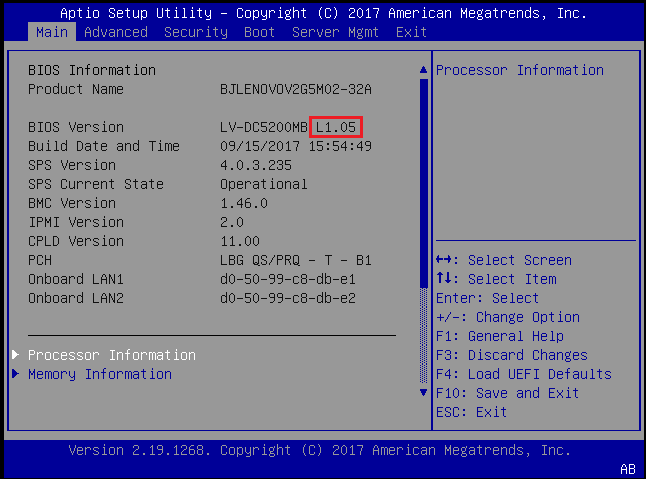 Aptio Setup Utility – Copyright (C) 2017 American Megatrends, Inc.
Main Advanced Security Boot Server Mgmt Exit
BIOS Information
Product Name BJLENOVOV2G5M02-32A
BIOS Version LV-DC5200MB L1.05
Build Date and Time 09/15/2017 15:54:49
SPS Version 4.0.3.235
SPS Current State Operational
BMC Version 1.46.0
IPMI Version 2.0
CPLD Version 11.00
PCH LBG QS/PRQ - T - B1
Onboard LAN1 d0-50-99-c8-db-e1
Onboard LAN2 d0-50-99-c8-db-e2
Processor Information
Memory Information
Processor Information
↔: Select Screen
↑↓: Select Item
Enter: Select
+/-: Change Option
F1: General Help
F3: Discard Changes
F4: Load UEFI Defaults
F10: Save and Exit
ESC: Exit
Version 2.19.1268. Copyright (C) 2017 American Megatrends, Inc.
AB